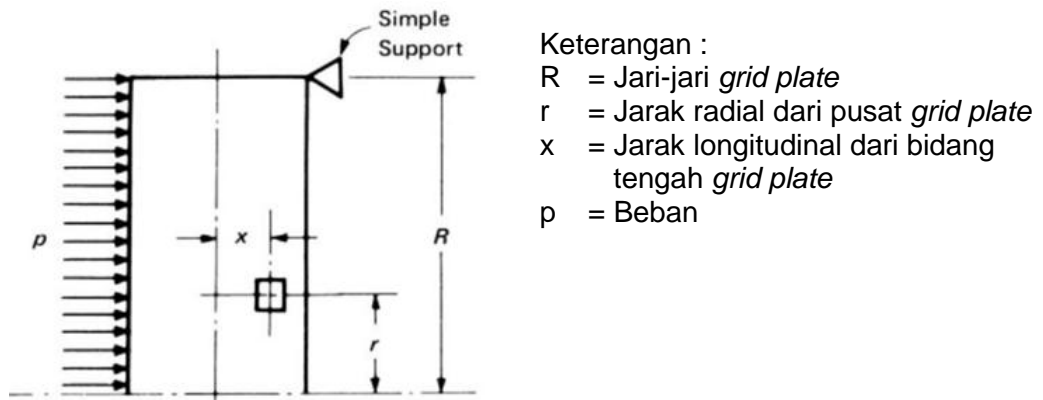 Simple
Support
p
x
R
r
Keterangan :
R = Jari-jari grid plate
r = Jarak radial dari pusat grid plate
x = Jarak longitudinal dari bidang
tengah grid plate
p = Beban